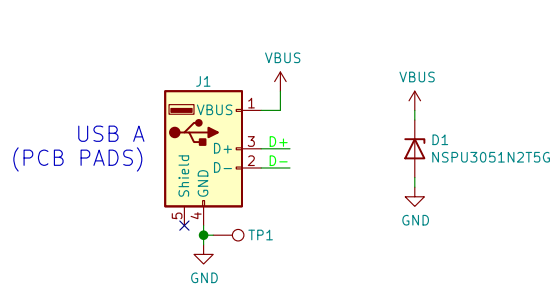 VBUS
J1
VBUS
1
USB A
(PCB PADS)
D+
3
D+
D-
2
D-
Shield
GND
5
4
TP1
GND
VBUS
D1
NSPU3051N2T5G
GND